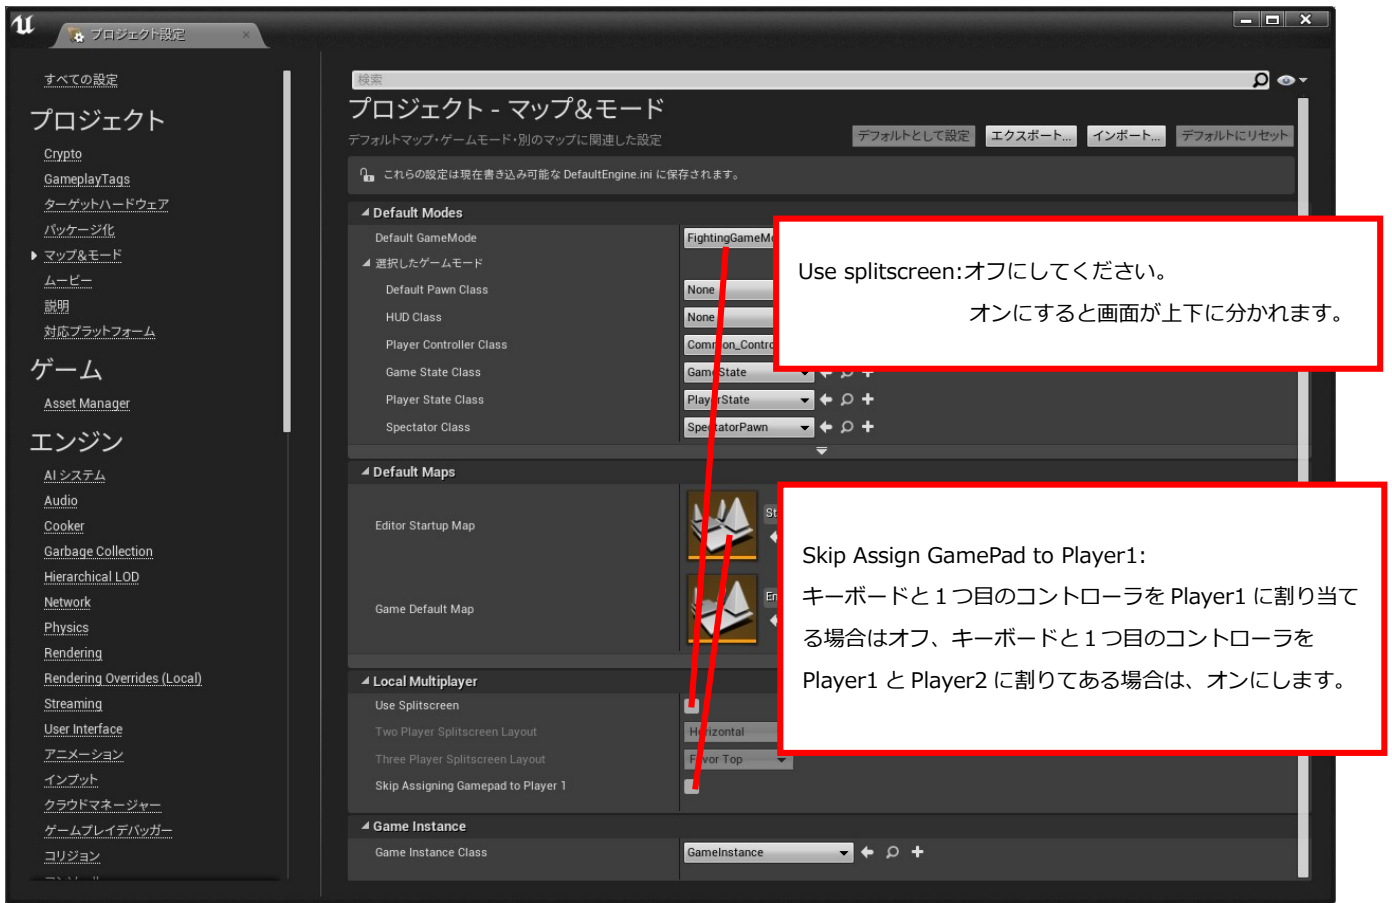 プロジェクト設定
すべての設定
プロジェクト
Crypto
GameplayTags
ターゲットハードウェア
パッケージ化
マップ&モード
ムービー
説明
対応プラットフォーム
ゲーム
Asset Manager
エンジン
AI システム
Audio
Cooker
Garbage Collection
Hierarchical LOD
Network
Physics
Rendering
Rendering Overrides (Local)
Streaming
User Interface
アニメーション
インプット
クラウドマネージャー
ゲームプレイデバッガー
コリジョン
検索
プロジェクト - マップ&モード
デフォルトマップ・ゲームモード・別のマップに関連した設定
デフォルトとして設定 エクスポート... インポート... デフォルトにリセット
これらの設定は現在書き込み可能な DefaultEngine.ini に保存されます。
Default Modes
Default GameMode FightingGameM
選択したゲームモード
Default Pawn Class None
HUD Class None
Player Controller Class Common_Contro
Game State Class GameState
Player State Class PlayerState
Spectator Class SpectatorPawn
Default Maps
Editor Startup Map St
Game Default Map En
Local Multiplayer
Use Splitscreen
Two Player Splitscreen Layout Horizontal
Three Player Splitscreen Layout Favor Top
Skip Assigning Gamepad to Player 1
Game Instance
Game Instance Class GameInstance
Use splitscreen:オフにしてください。
オンにすると画面が上下に分かれます。
Skip Assign GamePad to Player1:
キーボードと１つ目のコントローラを Player1 に割り当て
る場合はオフ、キーボードと１つ目のコントローラを
Player1 と Player2 に割りてある場合は、オンにします。